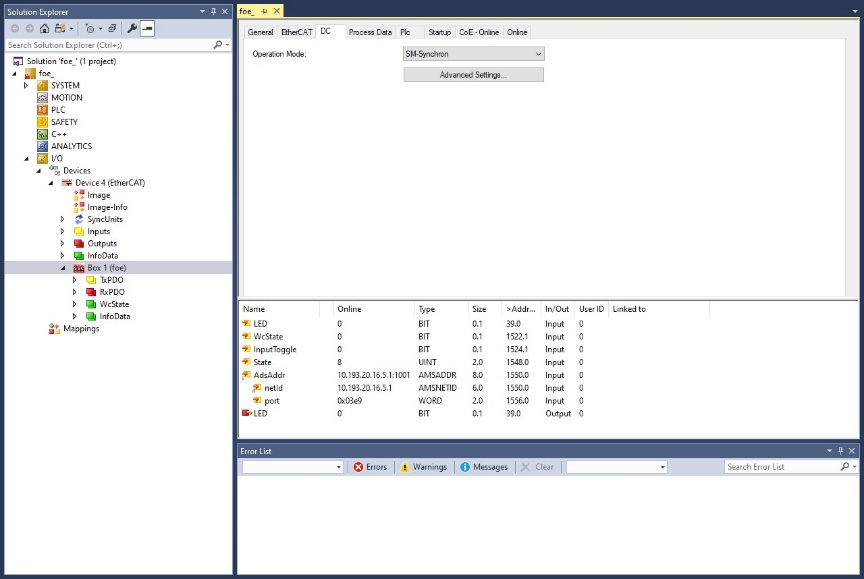 Solution Explorer
Search Solution Explorer (Ctrl+;)
Solution 'foe_' (1 project)
foe_
SYSTEM
MOTION
PLC
SAFETY
C++
ANALYTICS
I/O
Devices
Device 4 (EtherCAT)
Image
Image-Info
SyncUnits
Inputs
Outputs
InfoData
Box 1 (foe)
TxPDO
RxPDO
WcState
InfoData
Mappings
foe_
General EtherCAT DC Process Data Plc Startup CoE - Online Online
Operation Mode: SM-Synchron
Advanced Settings...
Name Online Type Size >Addr... In/Out User ID Linked to
LED 0 BIT 0.1 39.0 Input 0
WcState 0 BIT 0.1 1522.1 Input 0
InputToggle 0 BIT 0.1 1524.1 Input 0
State 8 UINT 2.0 1548.0 Input 0
AdsAddr 10.193.20.16.5.1:1001 AMSADDR 8.0 1550.0 Input 0
netId 10.193.20.16.5.1 AMSNETID 6.0 1550.0 Input 0
port 0x03e9 WORD 2.0 1556.0 Input 0
LED 0 BIT 0.1 39.0 Output 0
Error List
Errors Warnings Messages Clear Search Error List